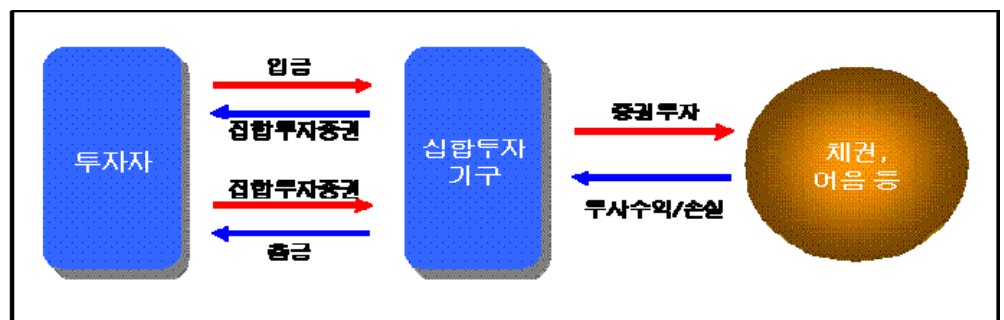 투자자
입금
집합투자증권
집합투자증권
출금
집합투자
기구
증권투자
투자수익/손실
채권,
어음 등